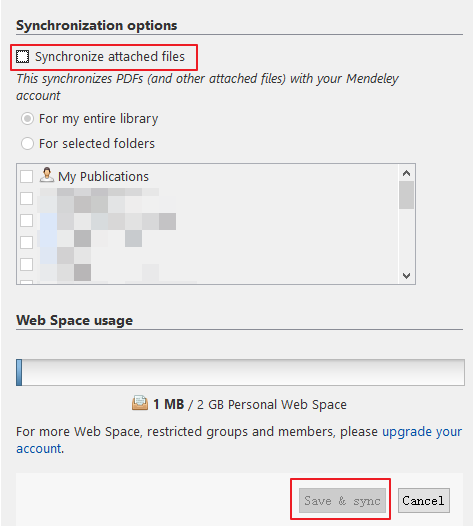 Synchronization options
Synchronize attached files
This synchronizes PDFs (and other attached files) with your Mendeley
account
For my entire library
For selected folders
My Publications
Web Space usage
1 MB / 2 GB Personal Web Space
For more Web Space, restricted groups and members, please upgrade your
account.
Save & sync
Cancel